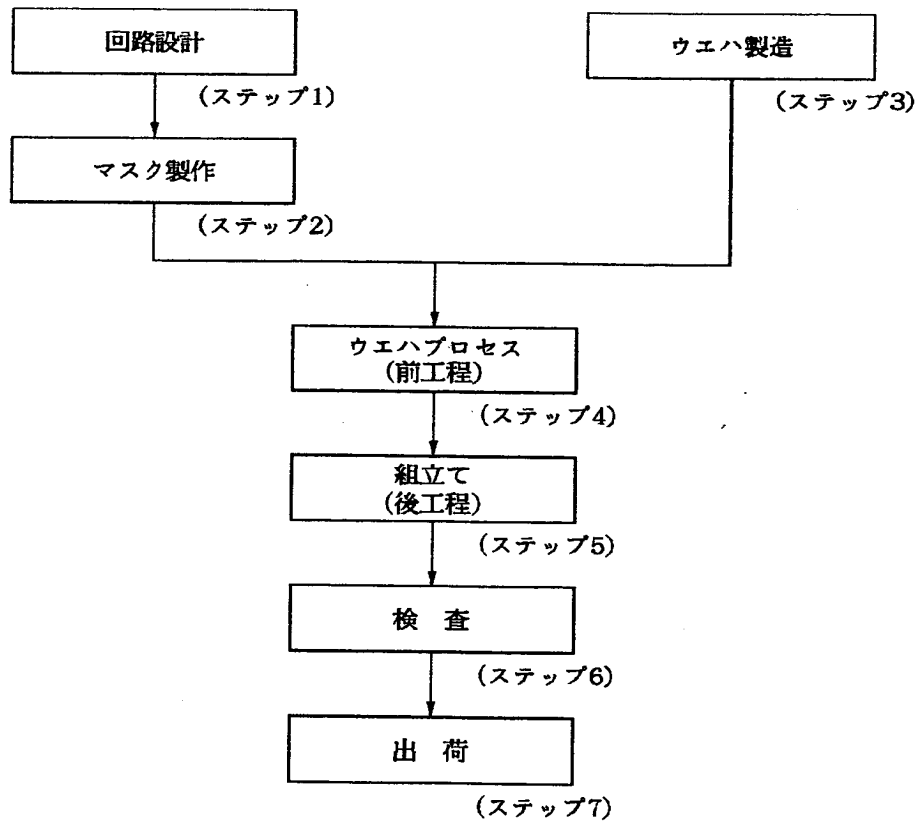 回路設計
(ステップ1)
ウエハ製造
(ステップ3)
マスク製作
(ステップ2)
ウエハプロセス
(前工程)
(ステップ4)
組立て
(後工程)
(ステップ5)
検 査
(ステップ6)
出 荷
(ステップ7)